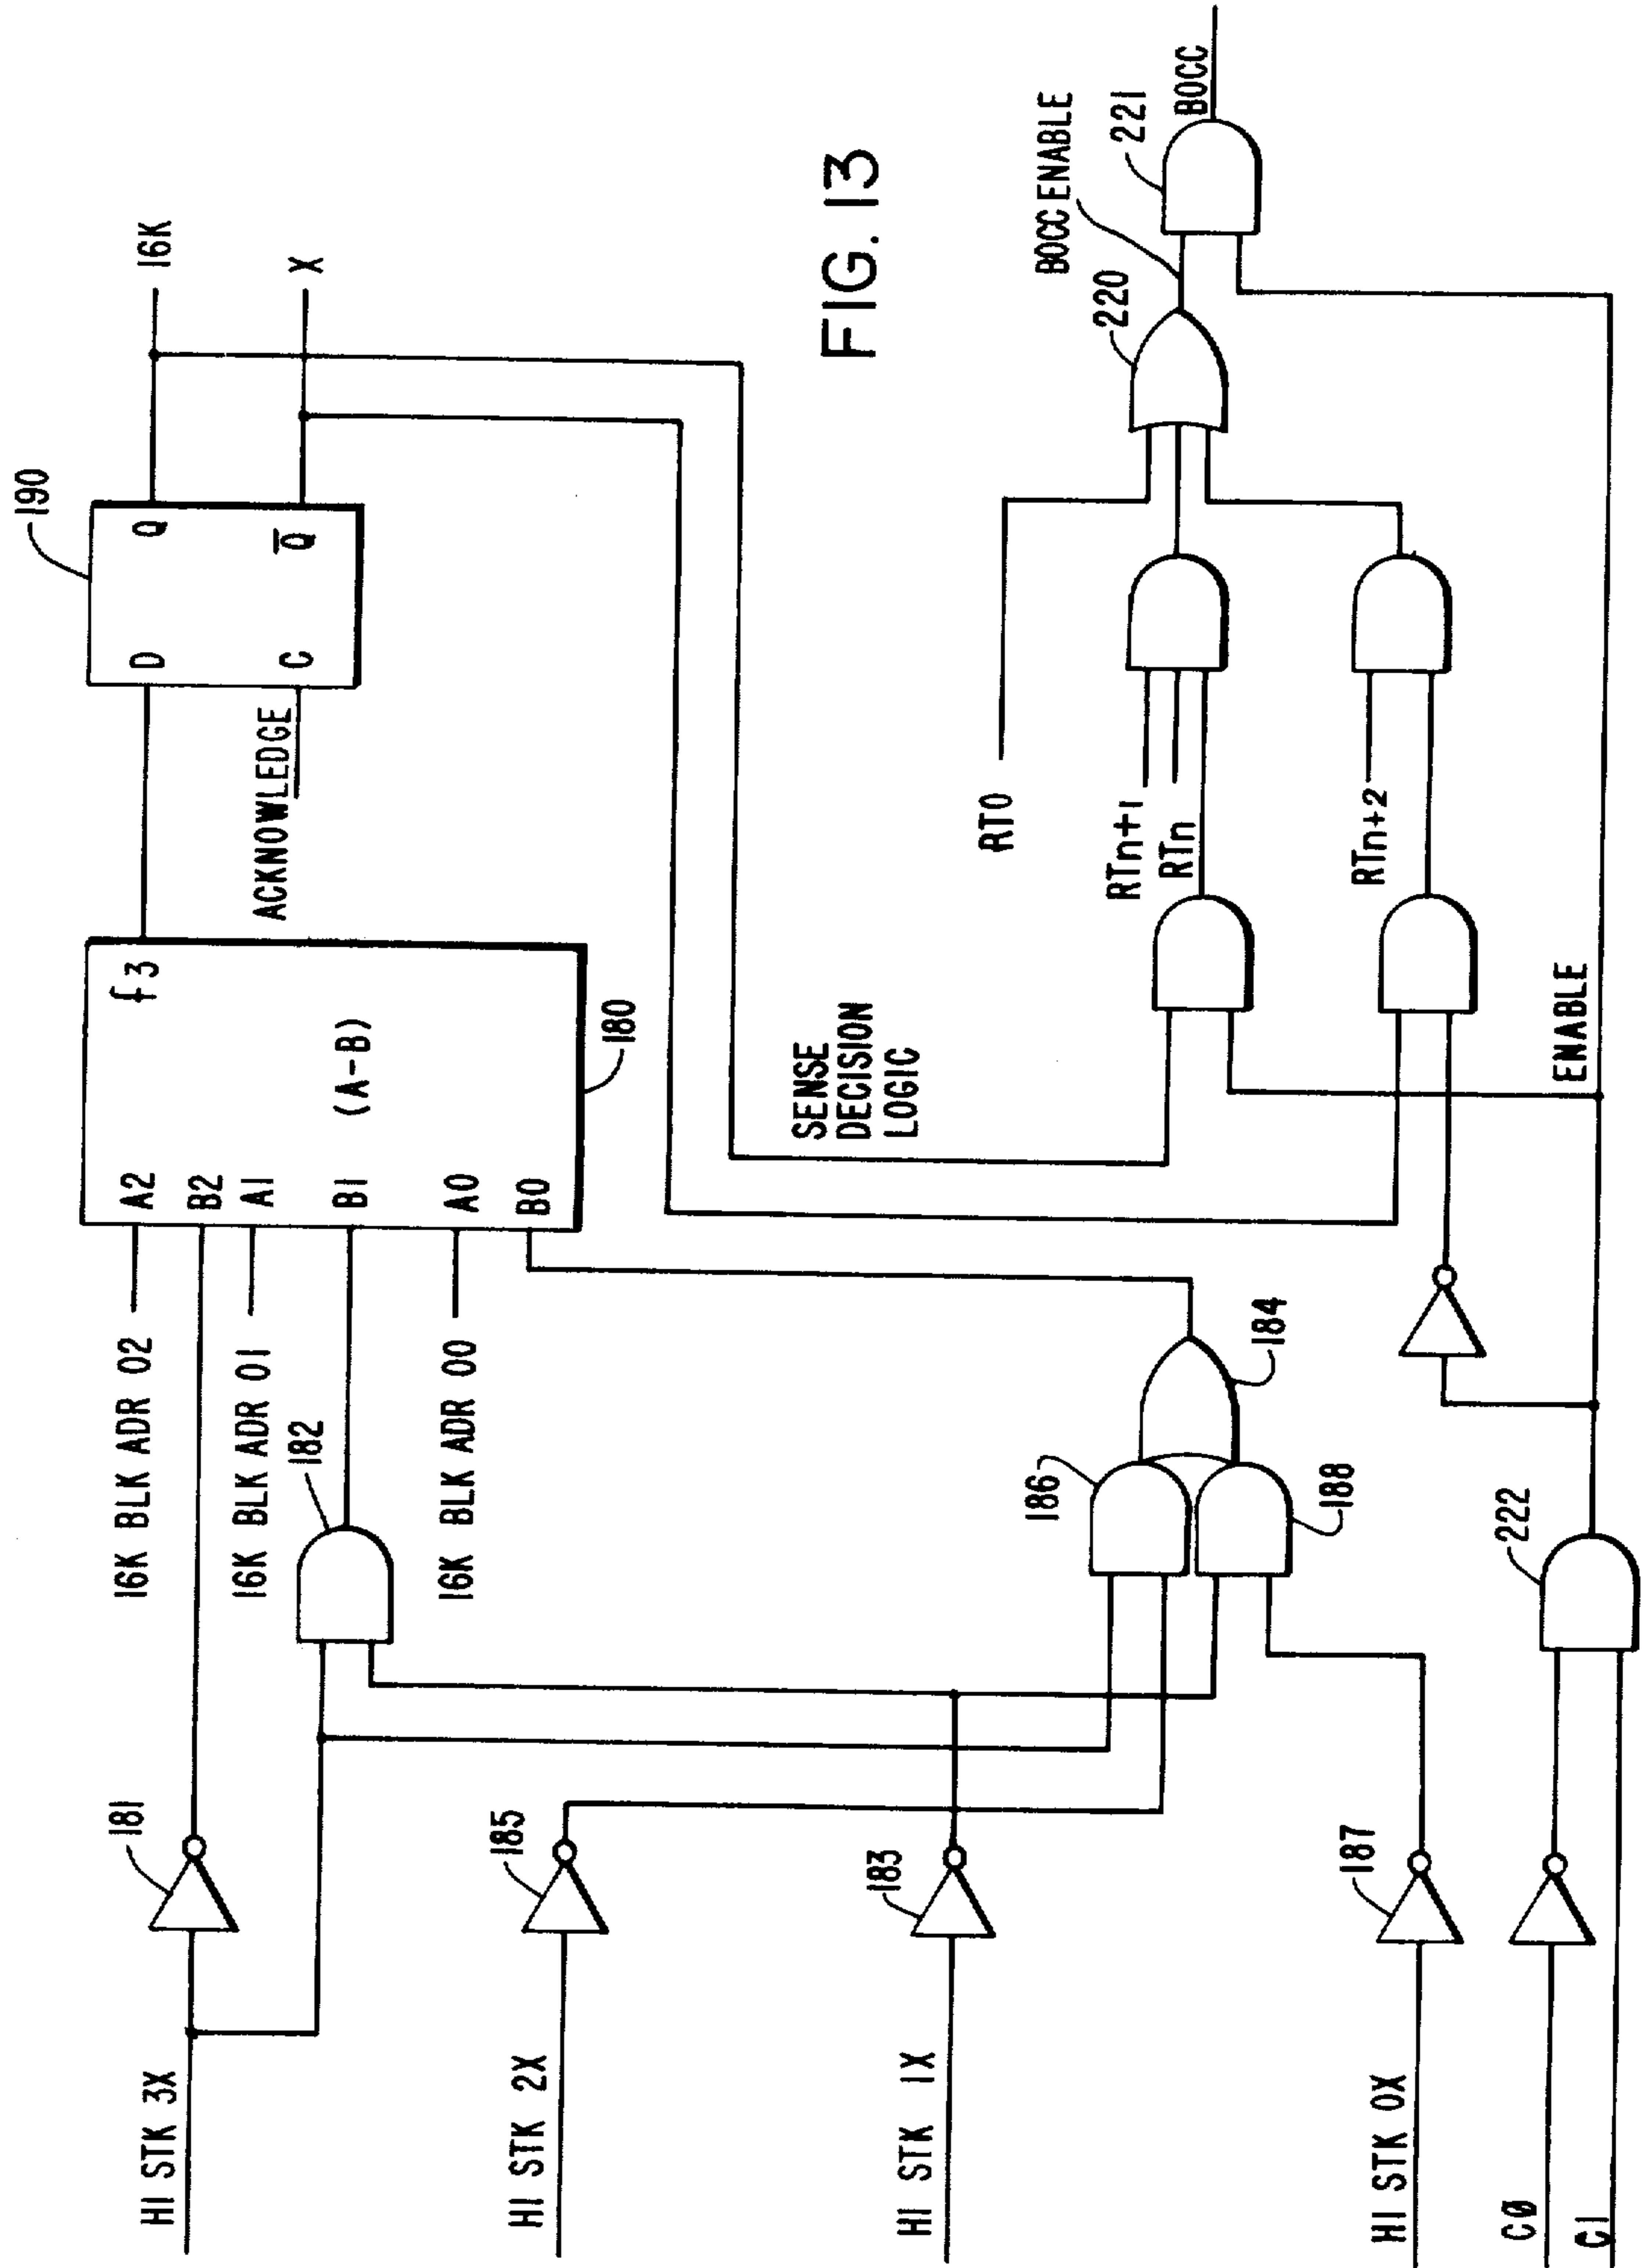 190
16K
X
D
Q
C
Q
ACKNOWLEDGE
f3
A2
B2
A1
B1
(A-B)
A0
B0
180
16K BLK ADR 02
16K BLK ADR 01
182
16K BLK ADR 00
181
HI STK 3X
185
HI STK 2X
183
HI STK 1X
187
HI STK 0X
186
184
188
FIG. 13
SENSE
DECISION
LOGIC
RT0
RTn+1
RTn
RTn+2
220
BOCC ENABLE
221
BOCC
ENABLE
222
CØ
C1